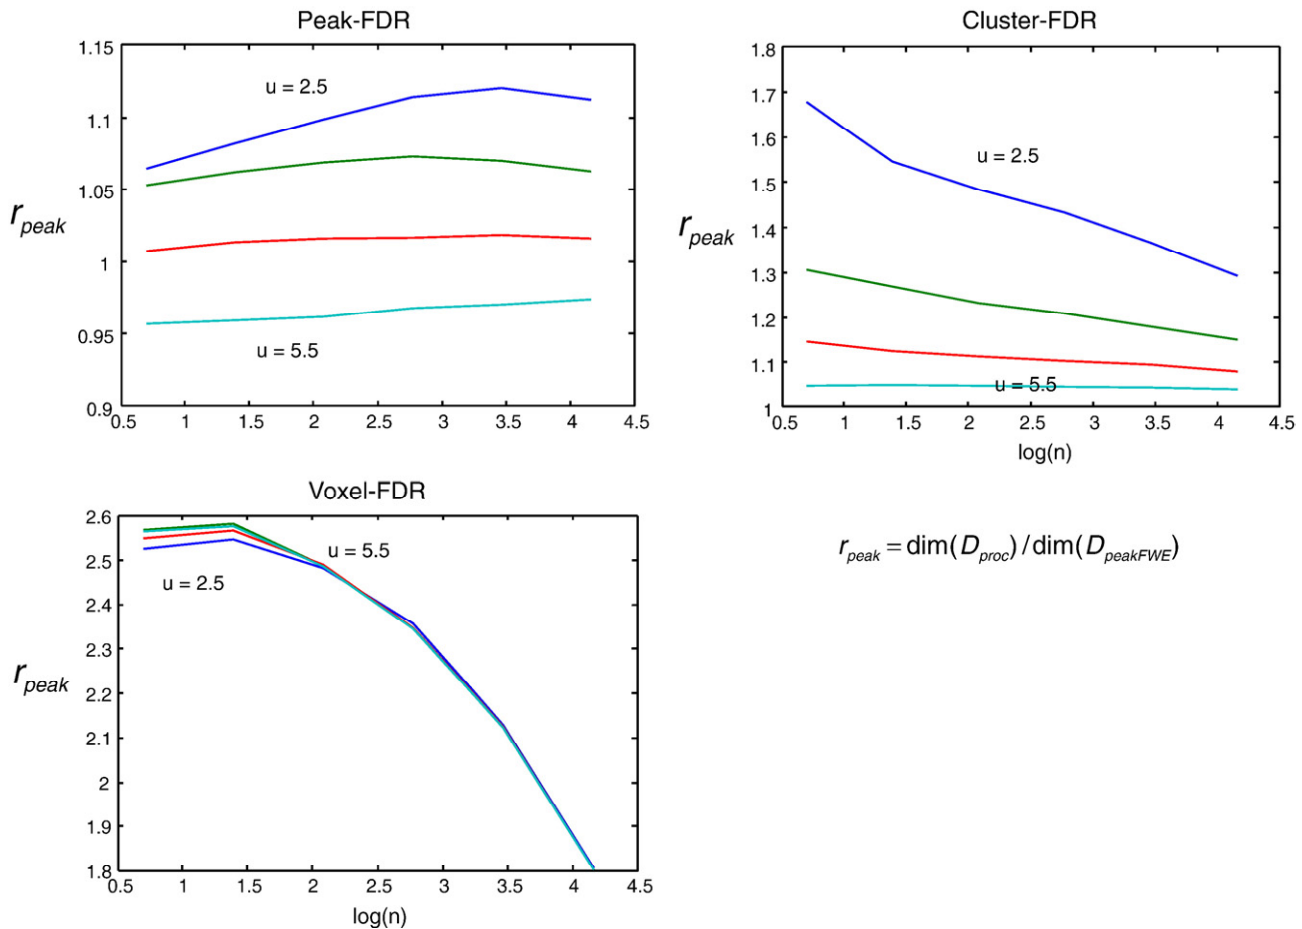 Peak-FDR
1.15
1.1
1.05
1
0.95
0.9
r_peak
u = 2.5
u = 5.5
0.5 1 1.5 2 2.5 3 3.5 4 4.5
Cluster-FDR
1.8
1.7
1.6
1.5
1.4
1.3
1.2
1.1
1
r_peak
u = 2.5
u = 5.5
0.5 1 1.5 2 2.5 3 3.5 4 4.5
log(n)
Voxel-FDR
2.6
2.5
2.4
2.3
2.2
2.1
2
1.9
1.8
r_peak
u = 5.5
u = 2.5
0.5 1 1.5 2 2.5 3 3.5 4 4.5
log(n)
r_peak = dim(D_proc) / dim(D_peakFWE)